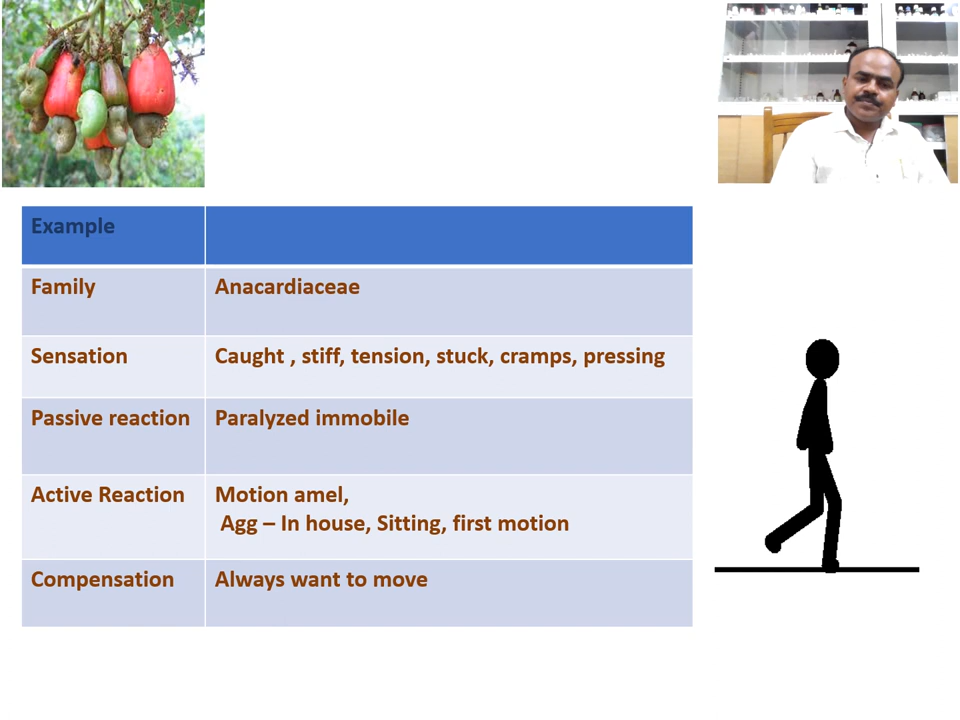 Example
Family
Anacardiaceae
Sensation
Caught , stiff, tension, stuck, cramps, pressing
Passive reaction
Paralyzed immobile
Active Reaction
Motion amel,
Agg – In house, Sitting, first motion
Compensation
Always want to move